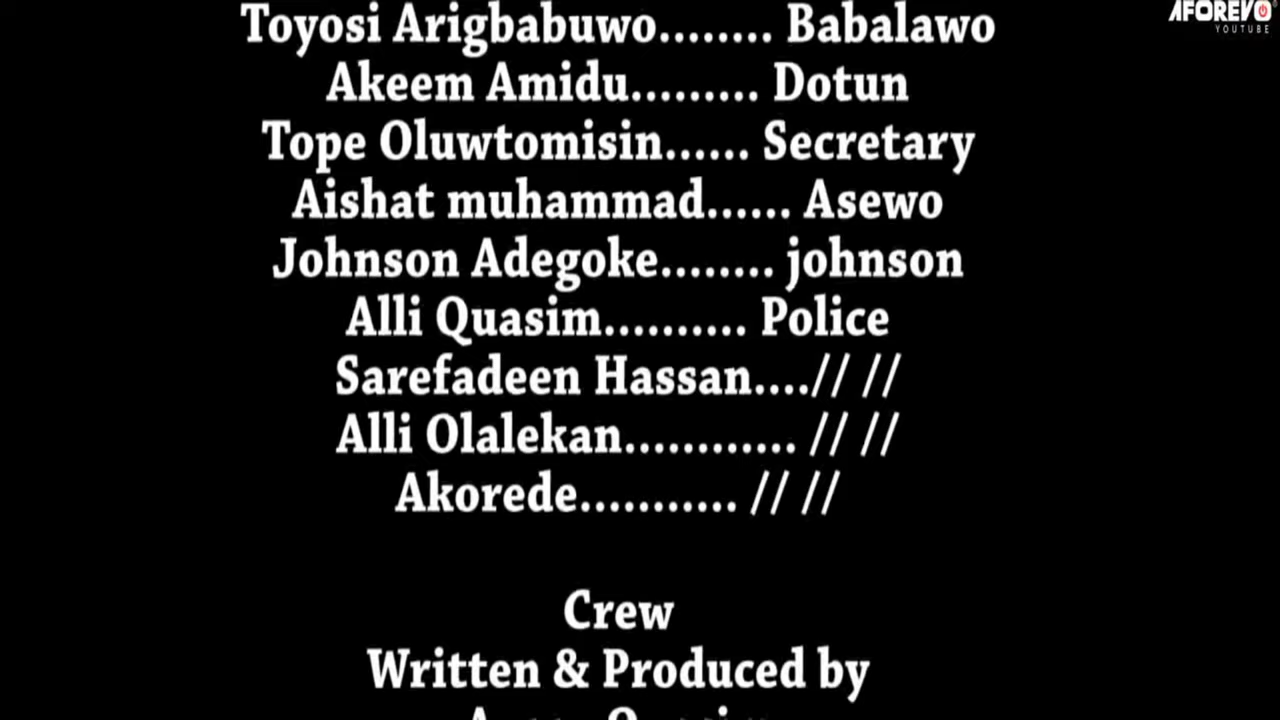 AFOREVO
YOUTUBE
Toyosi Arigbabuwo........ Babalawo
Akeem Amidu......... Dotun
Tope Oluwtomisin...... Secretary
Aishat muhammad...... Asewo
Johnson Adegoke........ johnson
Alli Quasim.......... Police
Sarefadeen Hassan....// //
Alli Olalekan............ // //
Akorede........... // //
Crew
Written & Produced by